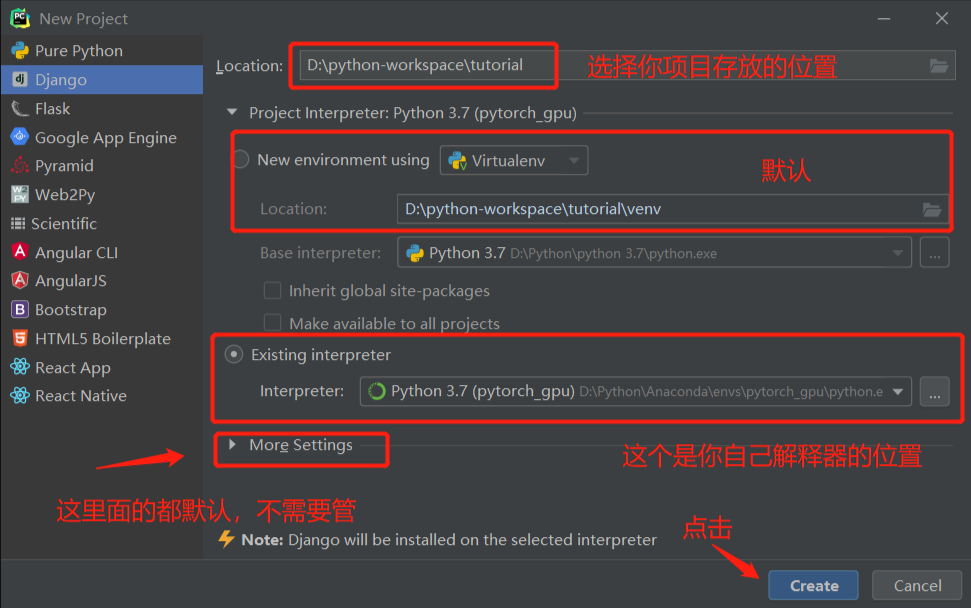 New Project
Pure Python
Django
Flask
Google App Engine
Pyramid
Web2Py
Scientific
Angular CLI
AngularJS
Bootstrap
HTML5 Boilerplate
React App
React Native
Location: D:\python-workspace\tutorial 选择你项目存放的位置
Project Interpreter: Python 3.7 (pytorch_gpu)
New environment using Virtualenv 默认
Location: D:\python-workspace\tutorial\venv
Base interpreter: Python 3.7 D:\Python\python 3.7\python.exe ...
Inherit global site-packages
Make available to all projects
Existing interpreter
Interpreter: Python 3.7 (pytorch_gpu) D:\Python\Anaconda\envs\pytorch_gpu\python.e ...
More Settings
这个是你自己解释器的位置
这里面的都默认，不需要管
点击
Note: Django will be installed on the selected interpreter
Create Cancel